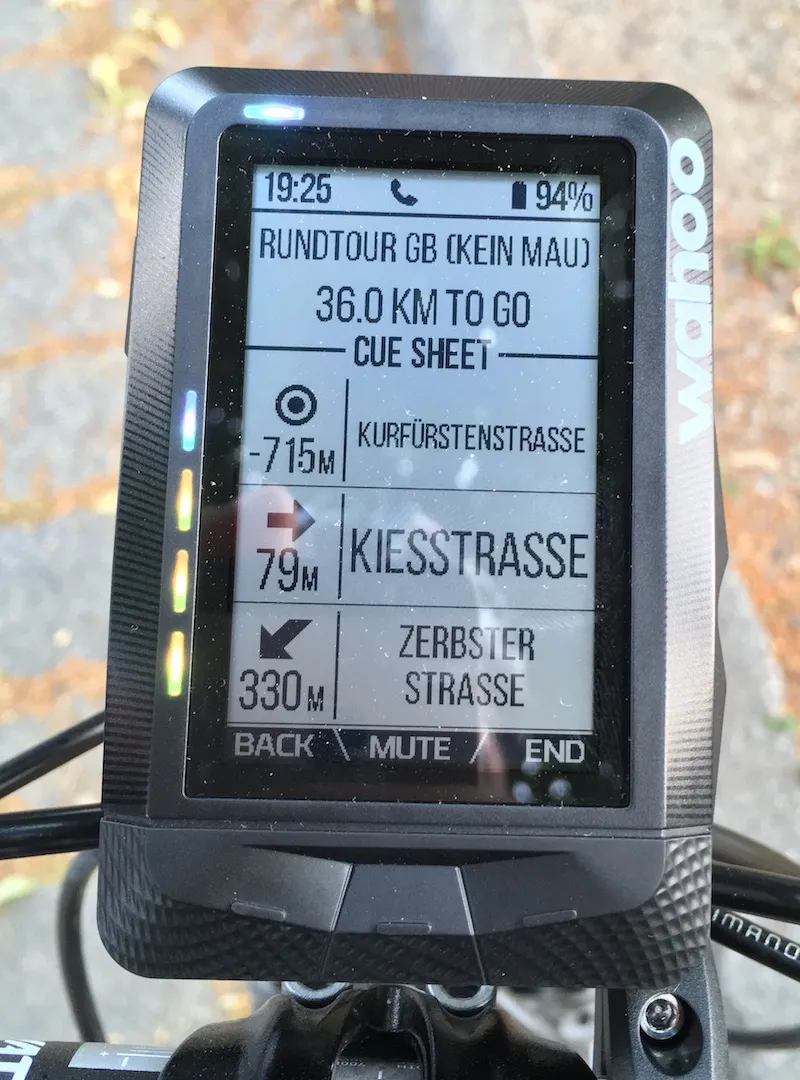 19:25 94%
RUNDTOUR GB (KEIN MAU)
36.0 KM TO GO
CUE SHEET
-715M KURFÜRSTENSTRASSE
79M KIESSTRASSE
330M ZERBSTER
STRASSE
BACK \ MUTE / END
wahoo